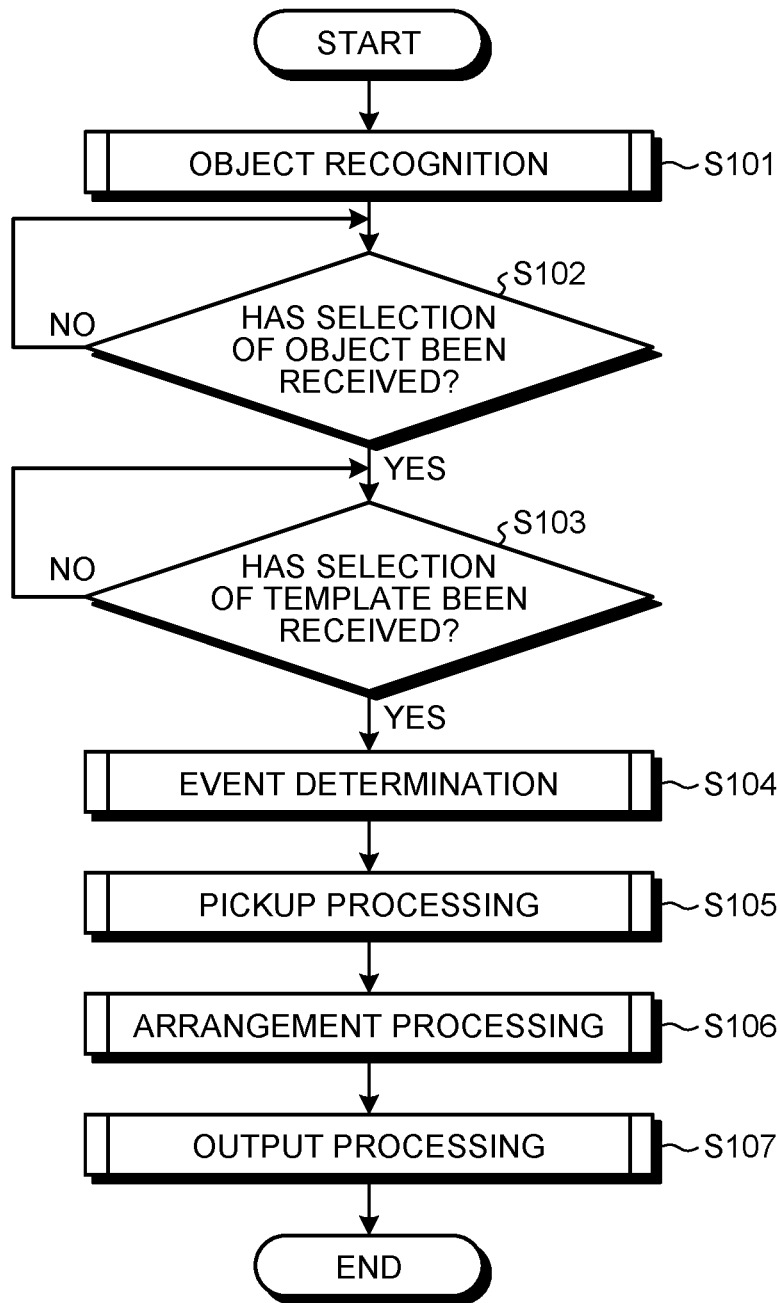 START
OBJECT RECOGNITION
S101
S102
HAS SELECTION
OF OBJECT BEEN
RECEIVED?
NO
YES
S103
HAS SELECTION
OF TEMPLATE BEEN
RECEIVED?
NO
YES
EVENT DETERMINATION
S104
PICKUP PROCESSING
S105
ARRANGEMENT PROCESSING
S106
OUTPUT PROCESSING
S107
END